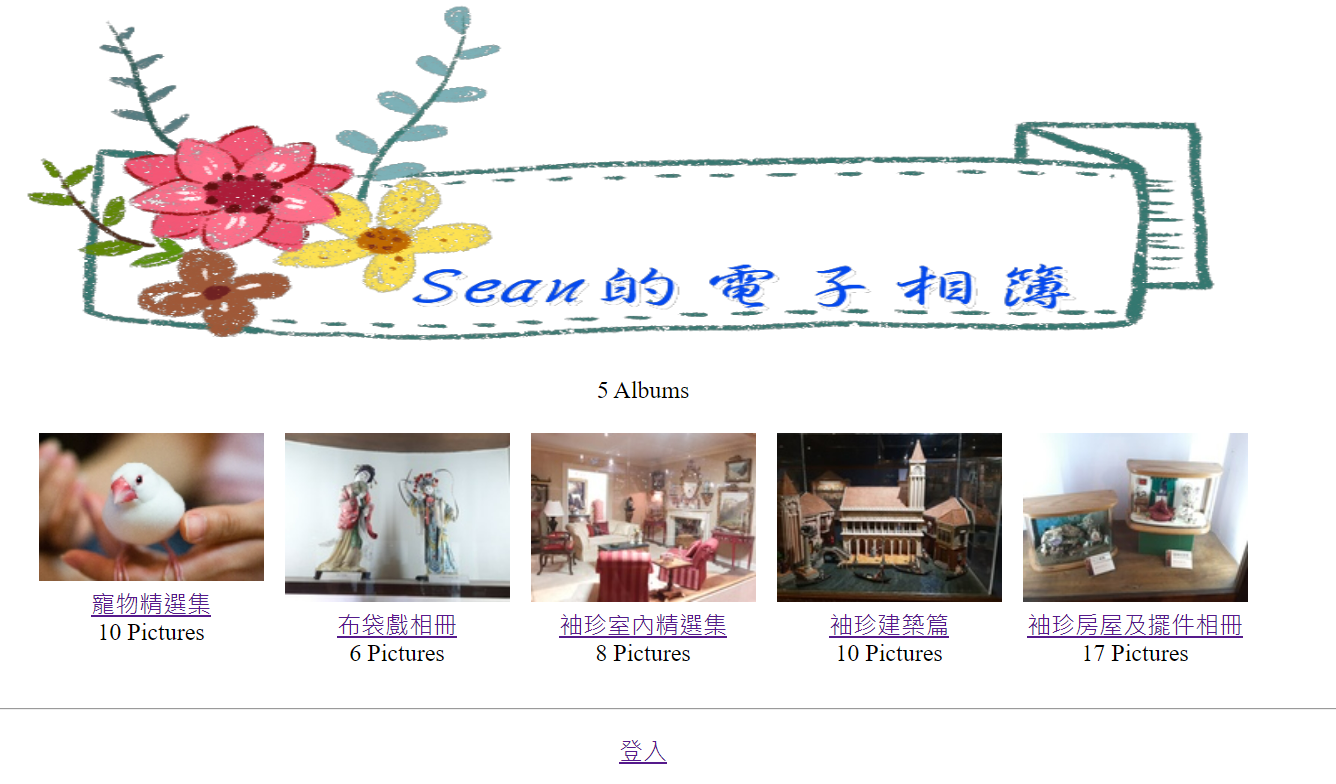 Sean的電子相簿
5 Albums
寵物精選集
10 Pictures
布袋戲相冊
6 Pictures
袖珍室內精選集
8 Pictures
袖珍建築篇
10 Pictures
袖珍房屋及擺件相冊
17 Pictures
登入